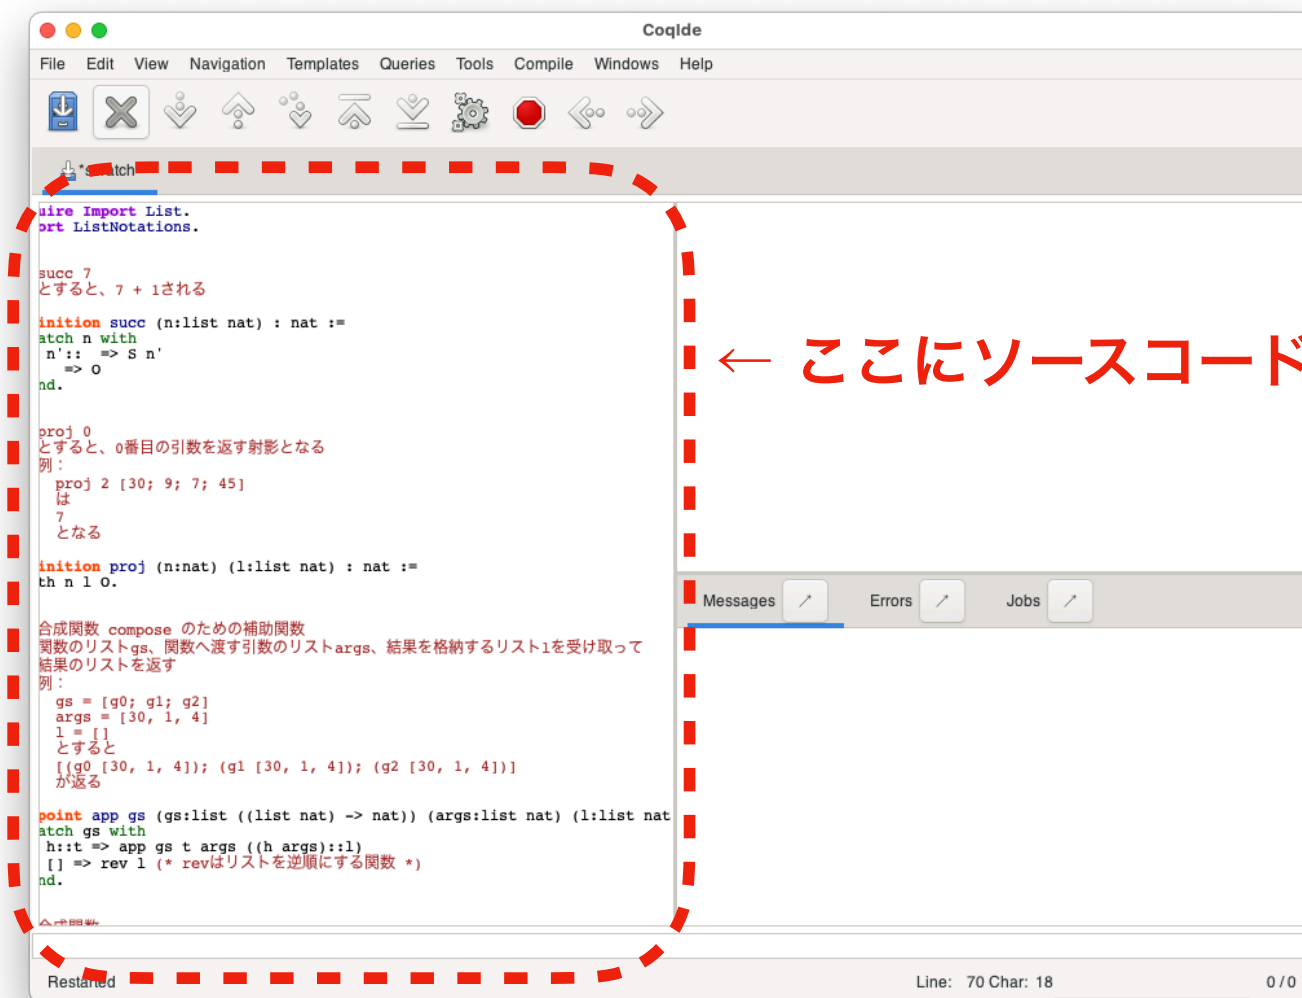 CoqIde
File Edit View Navigation Templates Queries Tools Compile Windows Help
uire Import List.
ort ListNotations.
succ 7
とすると、7 + 1される
inition succ (n:list nat) : nat :=
atch n with
n'::  => S n'
=> O
nd.
← ここにソースコード
proj 0
とすると、0番目の引数を返す射影となる
例：
proj 2 [30; 9; 7; 45]
は
7
となる
inition proj (n:nat) (l:list nat) : nat :=
th n l O.
Messages Errors Jobs
合成関数 compose のための補助関数
関数のリストgs、関数へ渡す引数のリストargs、結果を格納するリストlを受け取って
結果のリストを返す
例：
gs = [g0; g1; g2]
args = [30, 1, 4]
l = []
とすると
[(g0 [30, 1, 4]); (g1 [30, 1, 4]); (g2 [30, 1, 4])]
が返る
point app gs (gs:list ((list nat) -> nat)) (args:list nat) (l:list nat
atch gs with
h::t => app gs t args ((h args)::l)
[] => rev l (* revはリストを逆順にする関数 *)
nd.
合成関数
Restarted
Line: 70 Char: 18
0 / 0